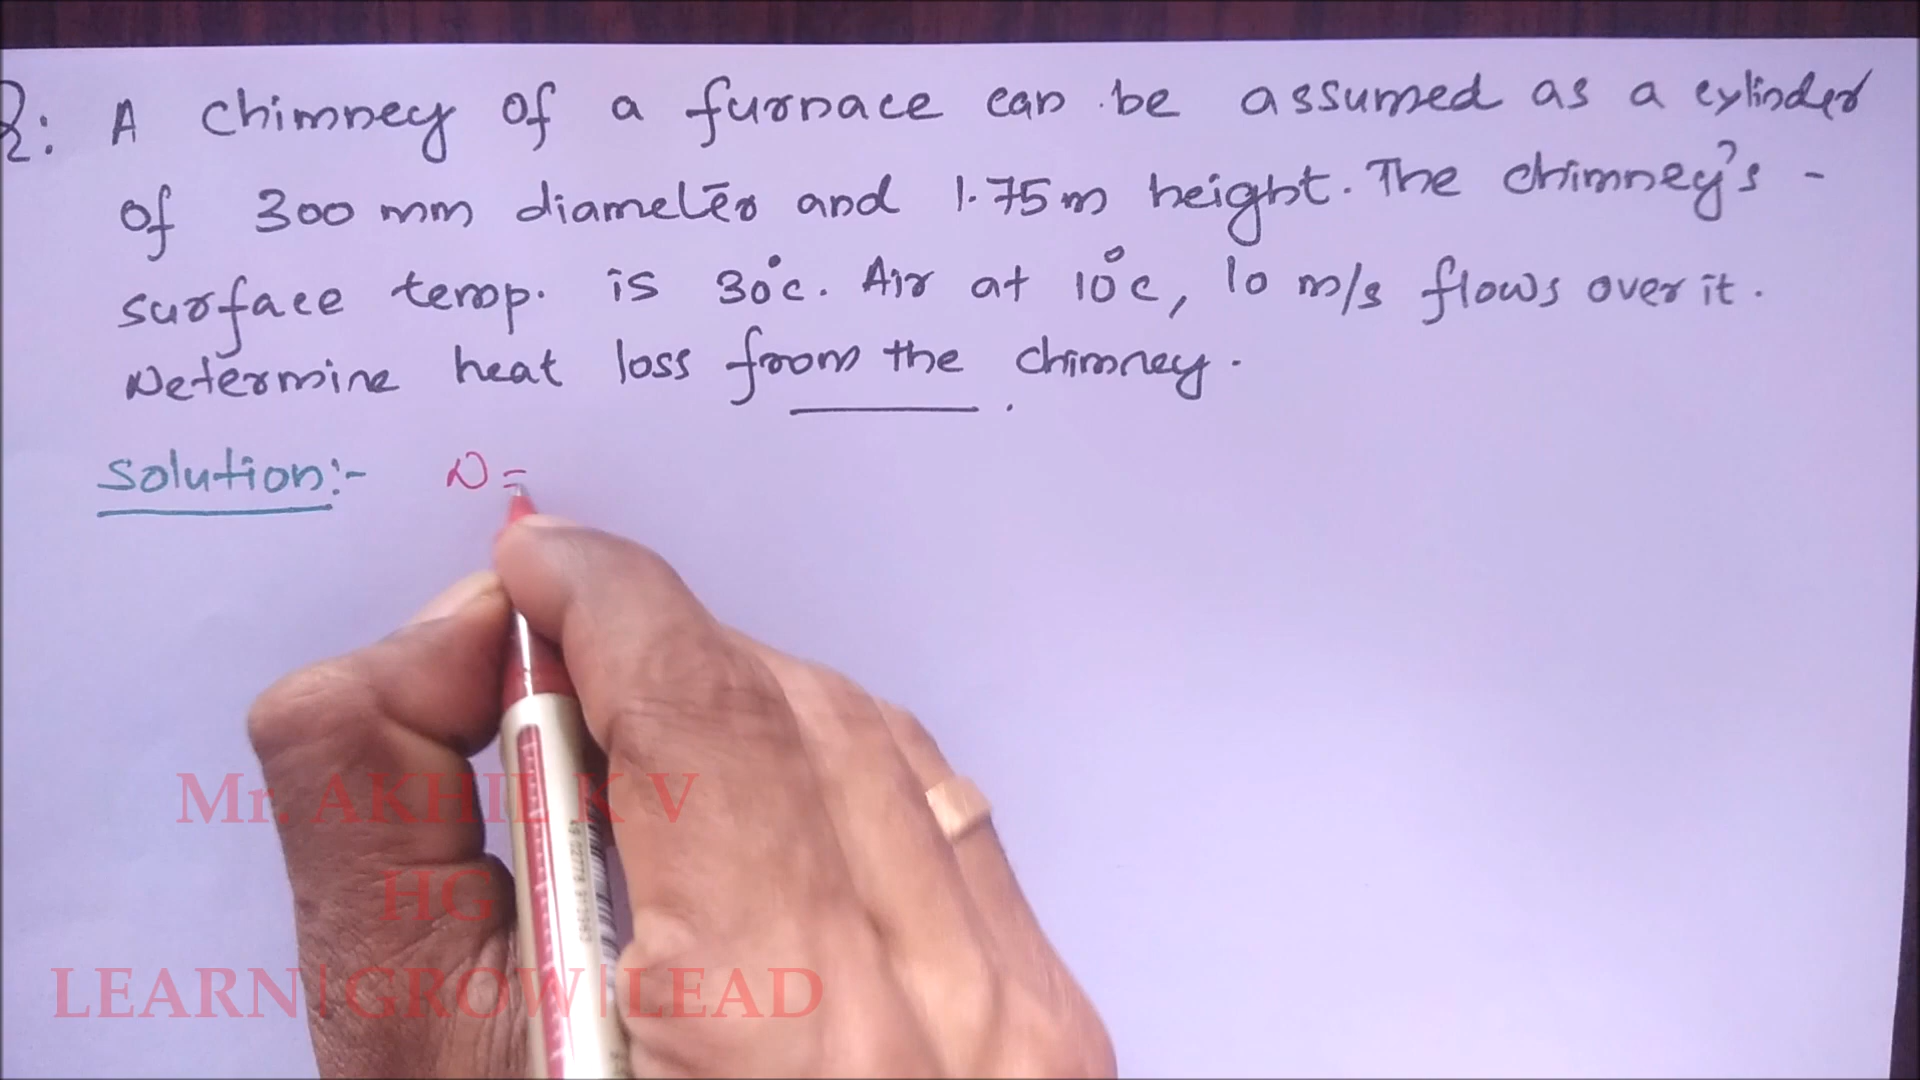 Q: A chimney of a furnace can be assumed as a cylinder
of 300 mm diameter and 1.75m height. The chimney's -
surface temp. is 30°c. Air at 10°c, 10 m/s flows over it.
Determine heat loss from the chimney.
Solution:- D =
Mr. AKHIL K V
HG
LEARN|GROW|LEAD